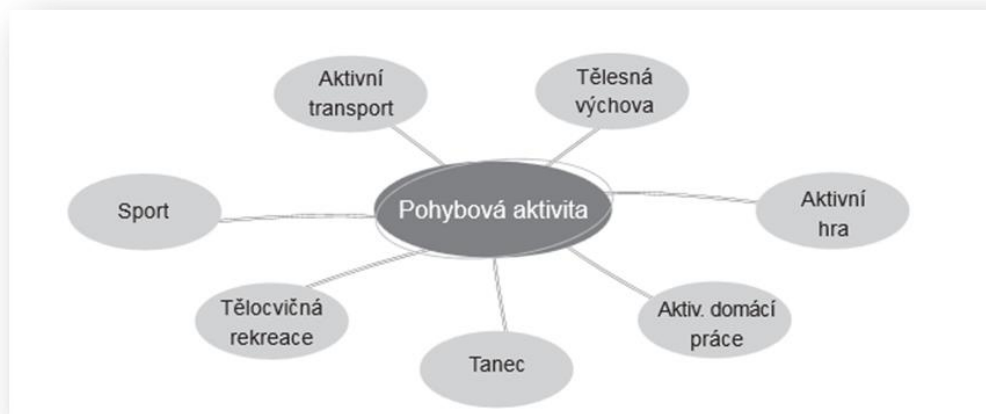 Aktivní
transport
Tělesná
výchova
Sport
Pohybová aktivita
Aktivní
hra
Tělocvičná
rekreace
Tanec
Aktiv. domácí
práce